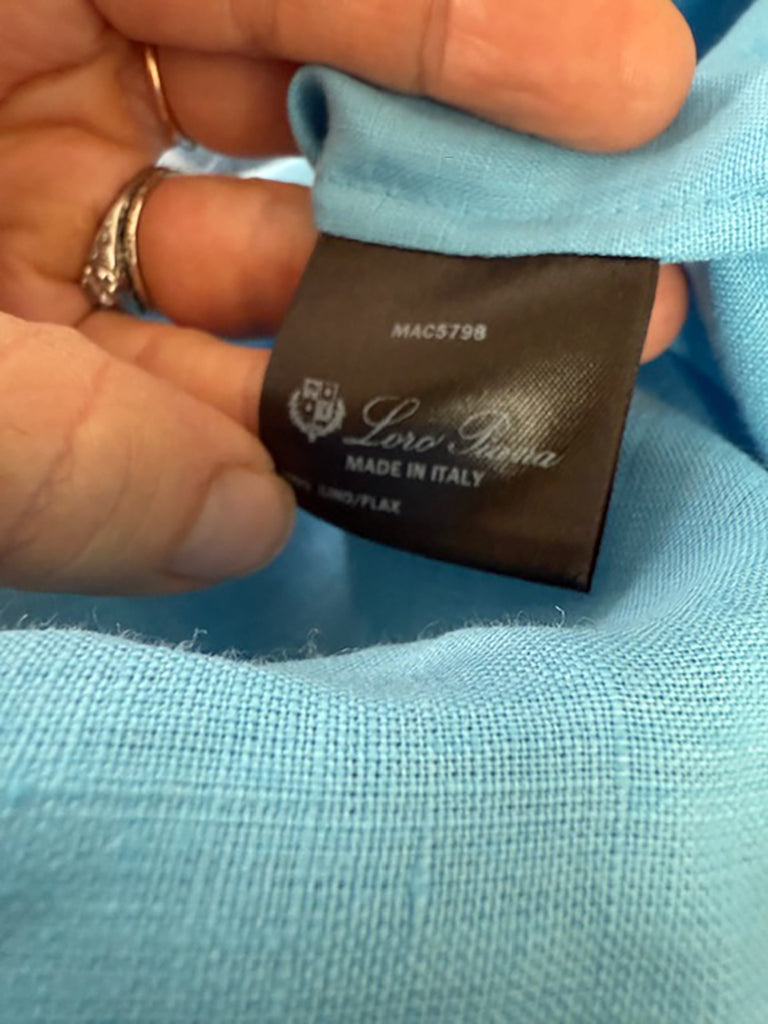 MAC5798
Loro Piana
MADE IN ITALY
LINO/FLAX